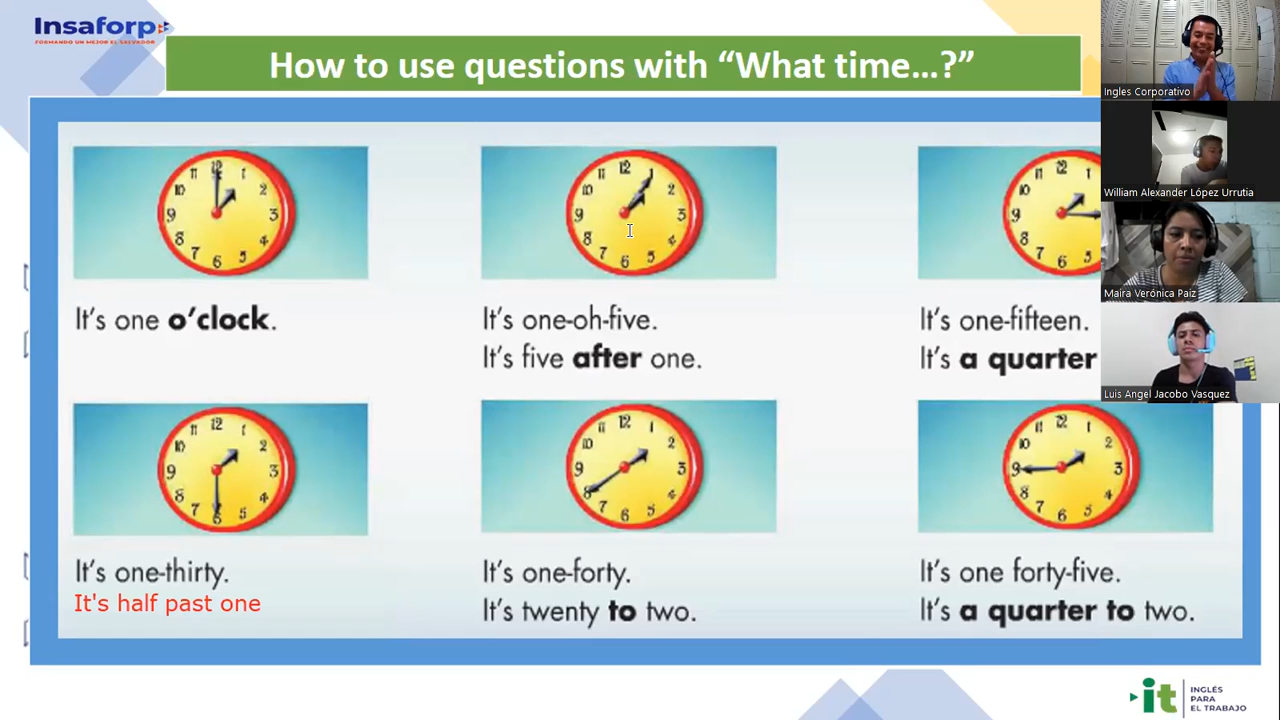 Insaforp
FORMANDO UN MEJOR EL SALVADOR
How to use questions with “What time...?”
Ingles Corporativo
William Alexander López Urrutia
Maira Verónica Paiz
Luis Angel Jacobo Vasquez
It's one o'clock.
It's one-oh-five.
It's five after one.
It's one-fifteen.
It's a quarter
It's one-thirty.
It's half past one
It's one-forty.
It's twenty to two.
It's one forty-five.
It's a quarter to two.
it
INGLÉS
PARA
EL TRABAJO